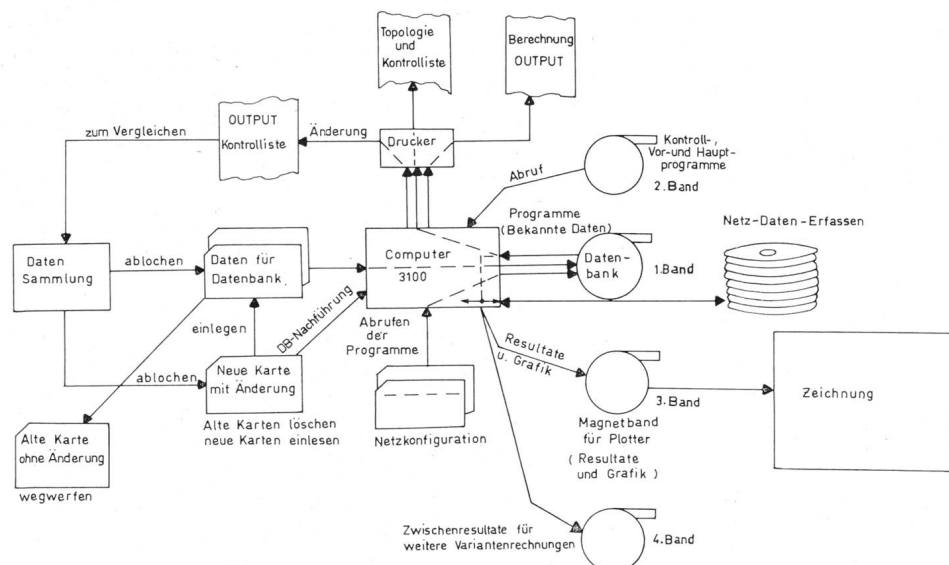 Topologie
und
Kontrolliste
Berechnung
OUTPUT
OUTPUT
Kontrolliste
zum Vergleichen
Änderung
Drucker
Kontroll-,
Vor-und Haupt-
programme
2.Band
Abruf
Programme
(Bekannte Daten)
Netz-Daten-Erfassen
Daten
Sammlung
ablochen
Daten für
Datenbank
Computer
3100
Daten-
bank
1.Band
einlegen
DB-Nachführung
Abrufen
der
Programme
Resultate
u. Grafik
ablochen
Neue Karte
mit Änderung
Alte Karten löschen
neue Karten einlesen
Netzkonfiguration
3.Band
Magnetband
für Plotter
( Resultate
und Grafik )
Zeichnung
Alte Karte
ohne Änderung
wegwerfen
Zwischenresultate für
weitere Variantenrechnungen
4.Band